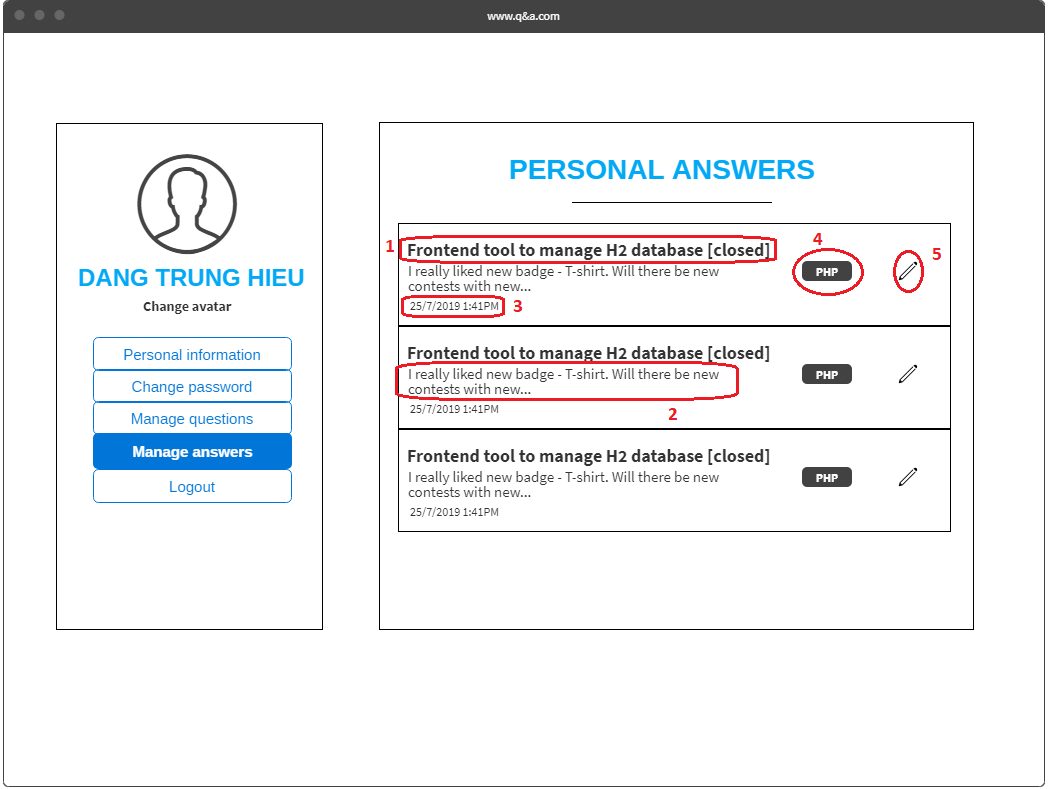 www.q&a.com
DANG TRUNG HIEU
Change avatar
Personal information
Change password
Manage questions
Manage answers
Logout
PERSONAL ANSWERS
1
Frontend tool to manage H2 database [closed]
I really liked new badge - T-shirt. Will there be new
contests with new...
25/7/2019 1:41PM
3
4
PHP
5
Frontend tool to manage H2 database [closed]
I really liked new badge - T-shirt. Will there be new
contests with new...
25/7/2019 1:41PM
2
PHP
Frontend tool to manage H2 database [closed]
I really liked new badge - T-shirt. Will there be new
contests with new...
25/7/2019 1:41PM
PHP